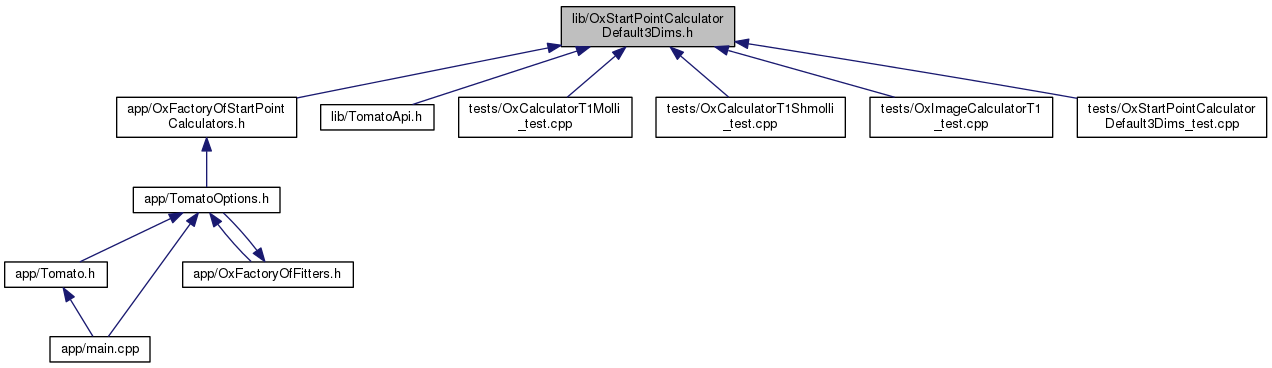 lib/OxStartPointCalculator
Default3Dims.h
app/OxFactoryOfStartPoint
Calculators.h
lib/TomatoApi.h
tests/OxCalculatorT1Molli
_test.cpp
tests/OxCalculatorT1Shmolli
_test.cpp
tests/OxImageCalculatorT1
_test.cpp
tests/OxStartPointCalculator
Default3Dims_test.cpp
app/TomatoOptions.h
app/Tomato.h
app/OxFactoryOfFitters.h
app/main.cpp